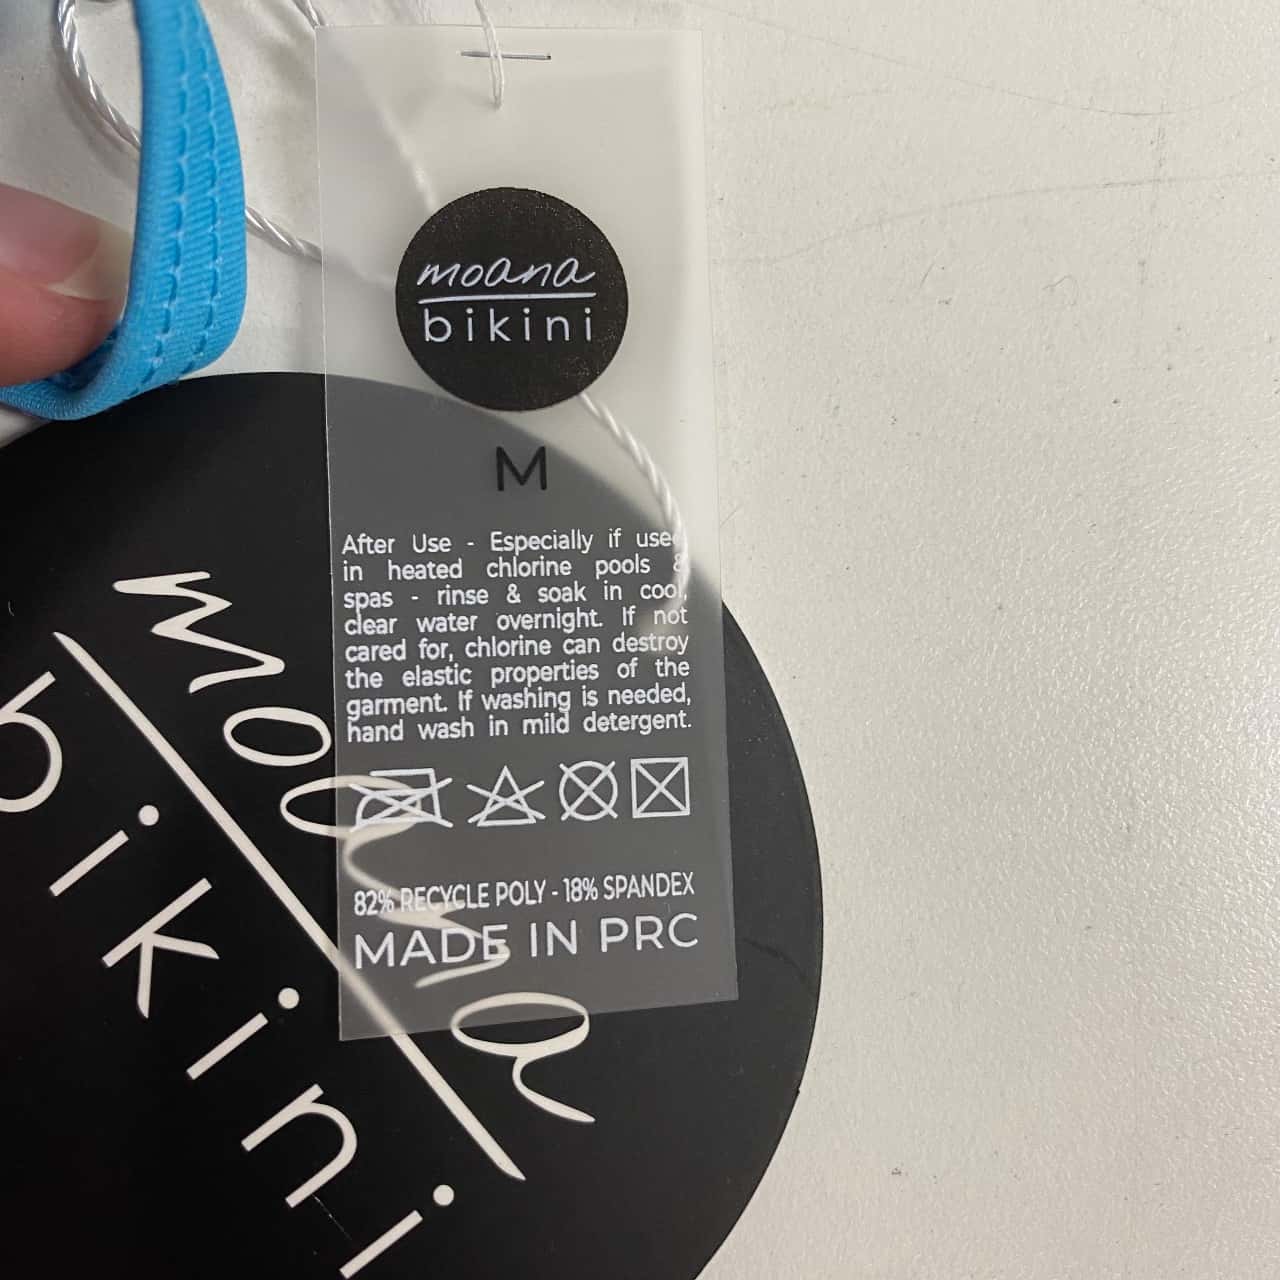 moana
bikini
M
After Use - Especially if used
in heated chlorine pools &
spas - rinse & soak in cool,
clear water overnight. If not
cared for, chlorine can destroy
the elastic properties of the
garment. If washing is needed,
hand wash in mild detergent.
82% RECYCLE POLY - 18% SPANDEX
MADE IN PRC
moana
bikini